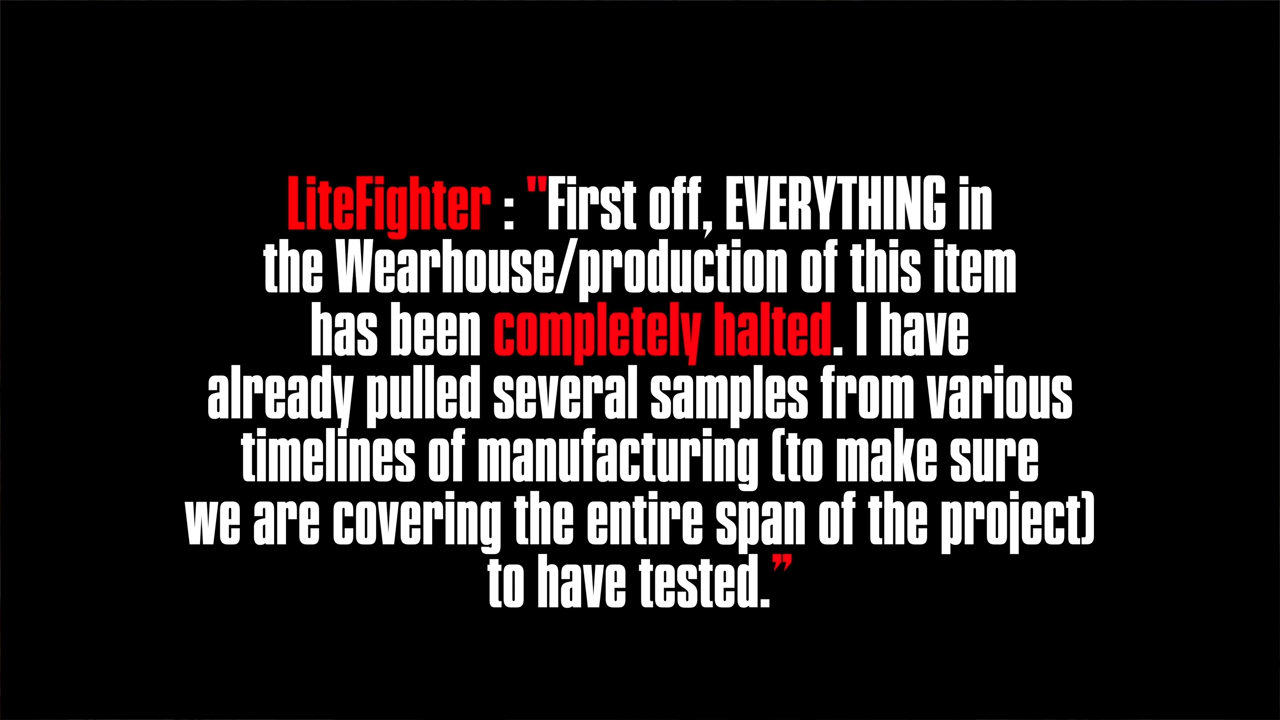 LiteFighter : "First off, EVERYTHING in
the Wearhouse/production of this item
has been completely halted. I have
already pulled several samples from various
timelines of manufacturing (to make sure
we are covering the entire span of the project)
to have tested.”